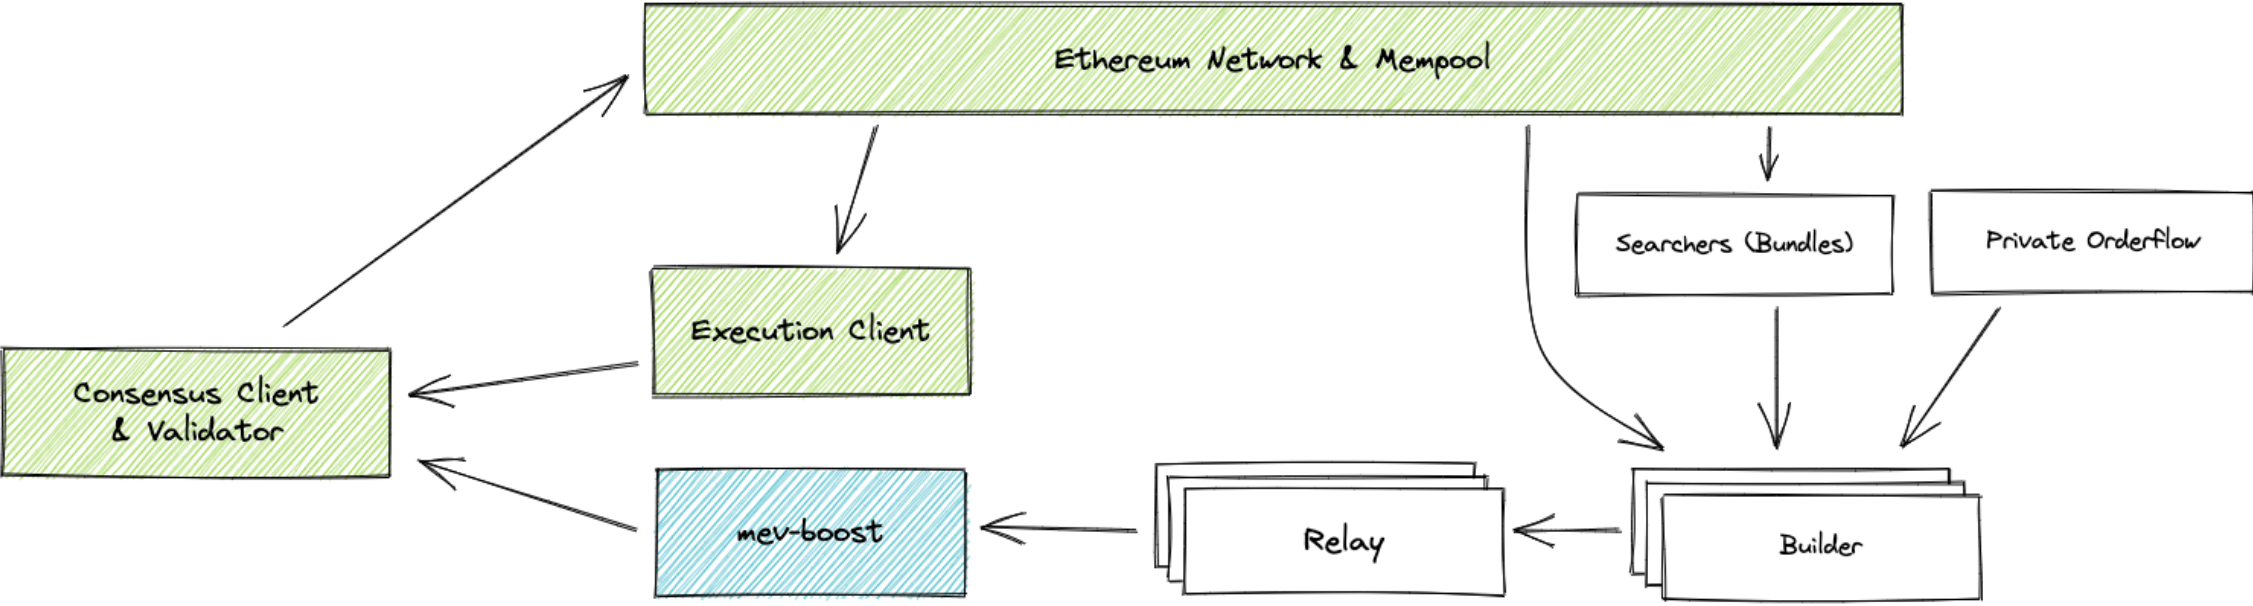 Ethereum Network & Mempool
Searchers (Bundles)
Private Orderflow
Execution Client
Consensus Client
& Validator
mev-boost
Relay
Builder